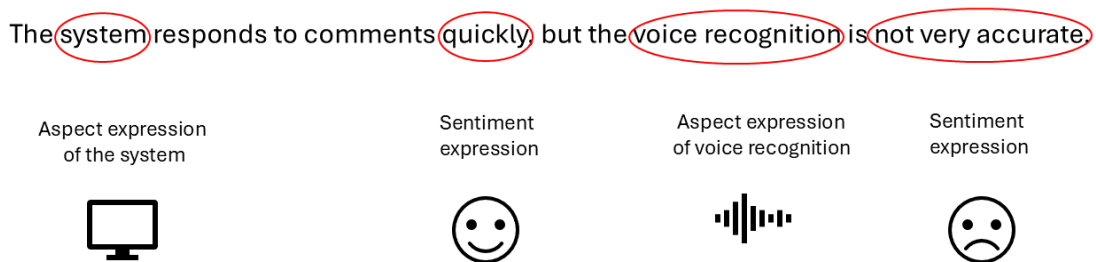 The system responds to comments quickly, but the voice recognition is not very accurate.
Aspect expression
of the system
Sentiment
expression
Aspect expression
of voice recognition
Sentiment
expression